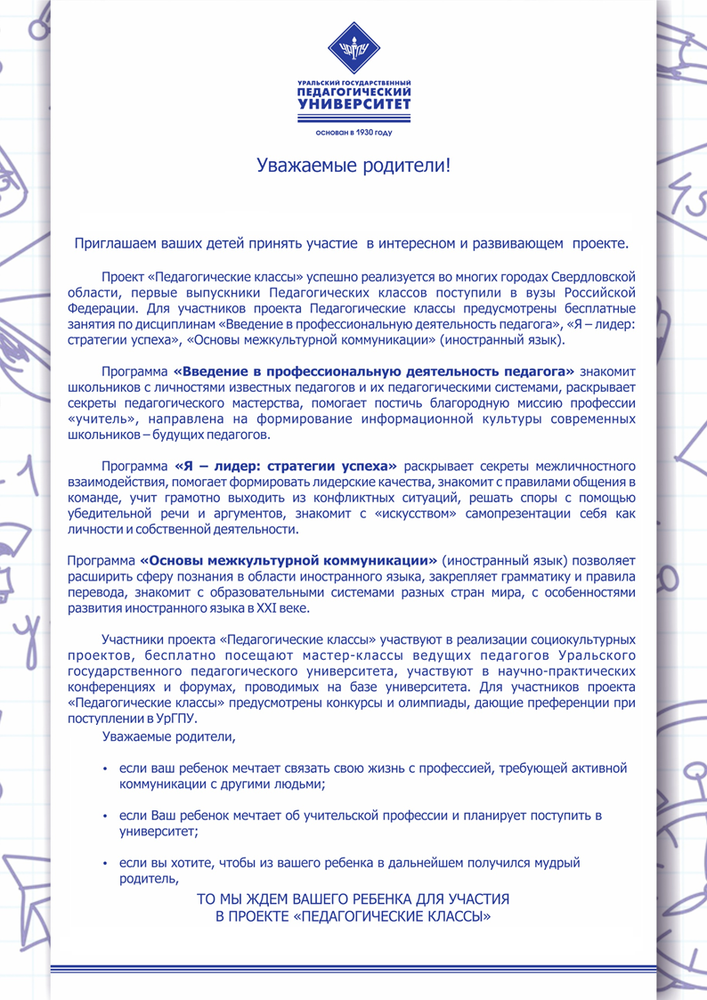 УрГПУ
УРАЛЬСКИЙ ГОСУДАРСТВЕННЫЙ
ПЕДАГОГИЧЕСКИЙ
УНИВЕРСИТЕТ
основан в 1930 году
Уважаемые родители!
Приглашаем ваших детей принять участие в интересном и развивающем проекте.
Проект «Педагогические классы» успешно реализуется во многих городах Свердловской
области, первые выпускники Педагогических классов поступили в вузы Российской
Федерации. Для участников проекта Педагогические классы предусмотрены бесплатные
занятия по дисциплинам «Введение в профессиональную деятельность педагога», «Я – лидер:
стратегии успеха», «Основы межкультурной коммуникации» (иностранный язык).
Программа «Введение в профессиональную деятельность педагога» знакомит
школьников с личностями известных педагогов и их педагогическими системами, раскрывает
секреты педагогического мастерства, помогает постичь благородную миссию профессии
«учитель», направлена на формирование информационной культуры современных
школьников – будущих педагогов.
Программа «Я – лидер: стратегии успеха» раскрывает секреты межличностного
взаимодействия, помогает формировать лидерские качества, знакомит с правилами общения в
команде, учит грамотно выходить из конфликтных ситуаций, решать споры с помощью
убедительной речи и аргументов, знакомит с «искусством» самопрезентации себя как
личности и собственной деятельности.
Программа «Основы межкультурной коммуникации» (иностранный язык) позволяет
расширить сферу познания в области иностранного языка, закрепляет грамматику и правила
перевода, знакомит с образовательными системами разных стран мира, с особенностями
развития иностранного языка в XXI веке.
Участники проекта «Педагогические классы» участвуют в реализации социокультурных
проектов, бесплатно посещают мастер-классы ведущих педагогов Уральского
государственного педагогического университета, участвуют в научно-практических
конференциях и форумах, проводимых на базе университета. Для участников проекта
«Педагогические классы» предусмотрены конкурсы и олимпиады, дающие преференции при
поступлении в УрГПУ.
Уважаемые родители,
• если ваш ребенок мечтает связать свою жизнь с профессией, требующей активной
коммуникации с другими людьми;
• если Ваш ребенок мечтает об учительской профессии и планирует поступить в
университет;
• если вы хотите, чтобы из вашего ребенка в дальнейшем получился мудрый
родитель,
ТО МЫ ЖДЕМ ВАШЕГО РЕБЕНКА ДЛЯ УЧАСТИЯ
В ПРОЕКТЕ «ПЕДАГОГИЧЕСКИЕ КЛАССЫ»